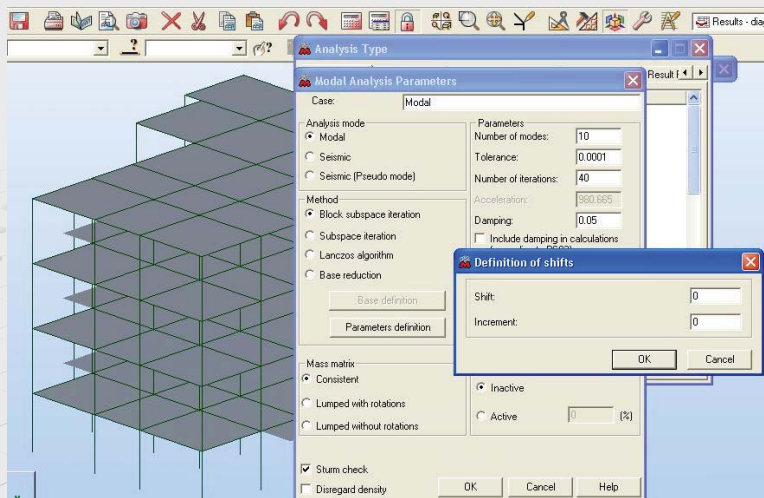 Results - dia
?
?
Analysis Type
Result F
Modal Analysis Parameters
Case: Modal
Analysis mode
Modal
Seismic
Seismic (Pseudo mode)
Method
Block subspace iteration
Subspace iteration
Lanczos algorithm
Base reduction
Base definition
Parameters definition
Mass matrix
Consistent
Lumped with rotations
Lumped without rotations
Sturm check
Disregard density
Parameters
Number of modes: 10
Tolerance: 0.0001
Number of iterations: 40
Acceleration: 980.665
Damping: 0.05
Include damping in calculations
Definition of shifts
Shift: 0
Increment: 0
OK Cancel
Inactive
Active 0 (%)
OK Cancel Help